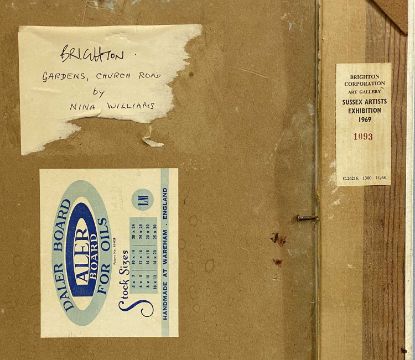 BRIGHTON.
GARDENS, CHURCH ROAD
by
NINA WILLIAMS
BRIGHTON
CORPORATION
ART GALLERY
SUSSEX ARTISTS
EXHIBITION
1969
1093
DALER BOARD
DALER
BOARD
FOR OILS
Stock Sizes
HANDMADE AT WAREHAM, ENGLAND